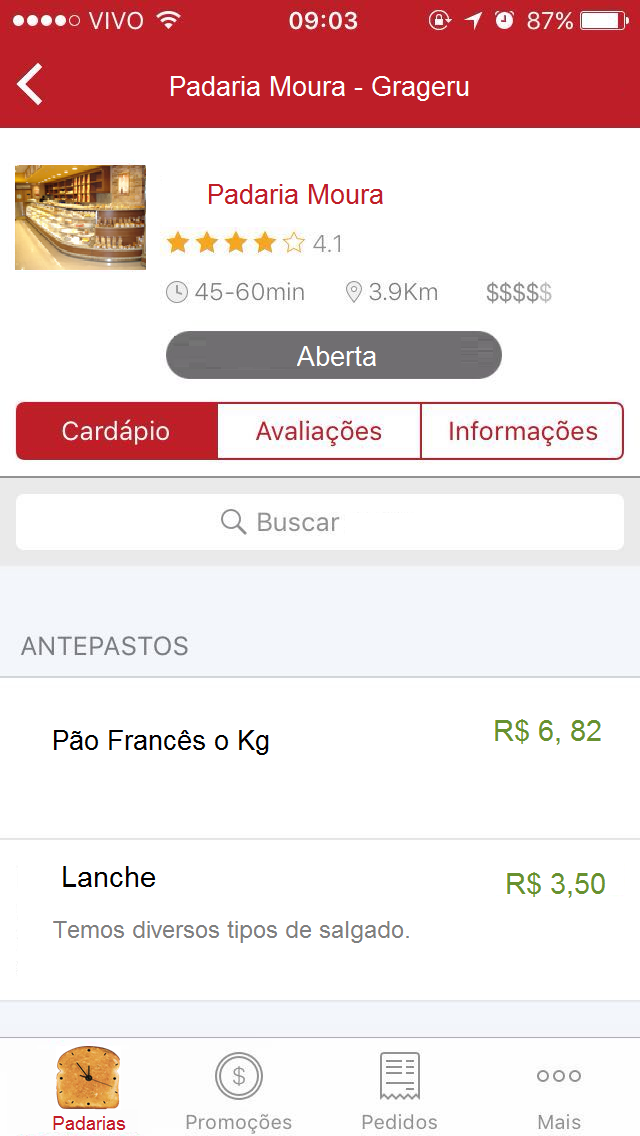 VIVO 09:03 87%
Padaria Moura - Grageru
Padaria Moura
4.1
45-60min 3.9Km $$$$$
Aberta
Cardápio Avaliações Informações
Buscar
ANTEPASTOS
Pão Francês o Kg R$ 6, 82
Lanche R$ 3,50
Temos diversos tipos de salgado.
$
Padarias Promoções Pedidos Mais